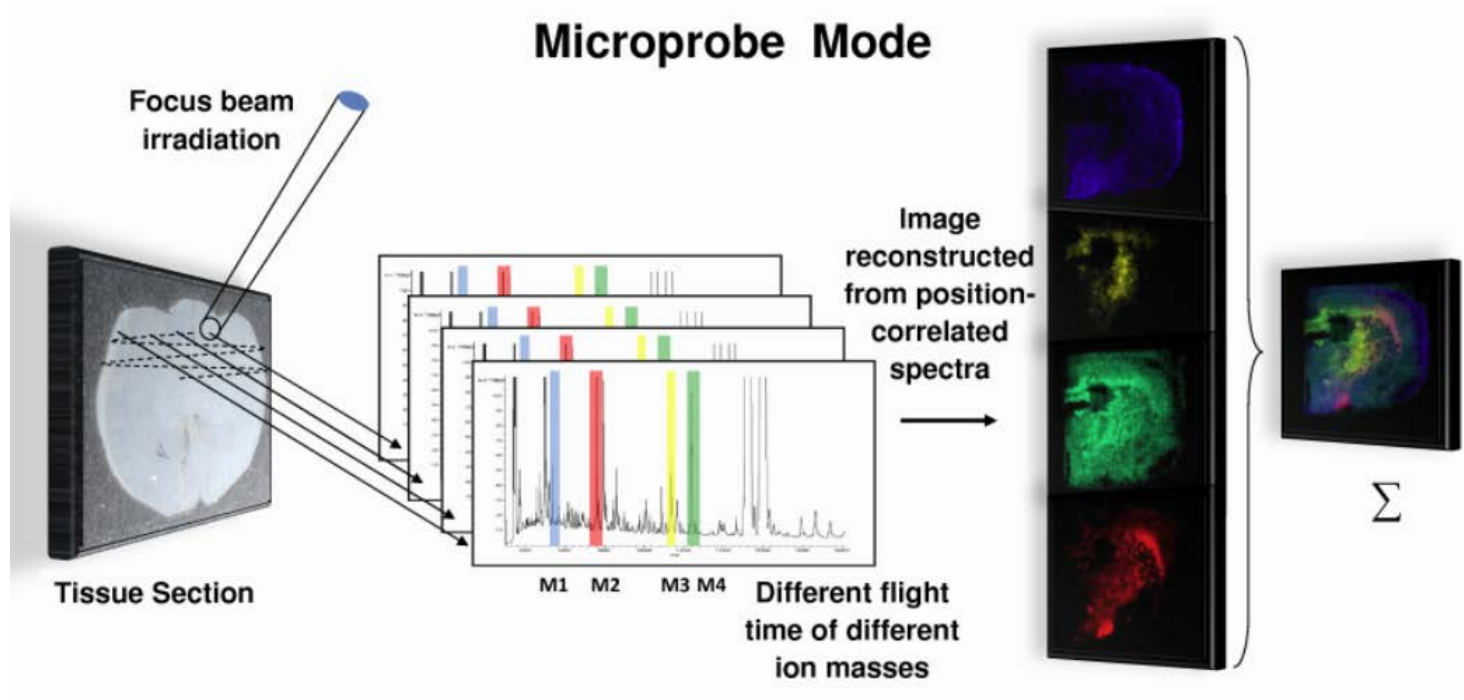 Microprobe Mode
Focus beam
irradiation
Tissue Section
M1 M2 M3 M4
Different flight
time of different
ion masses
Image
reconstructed
from position-
correlated
spectra
Σ